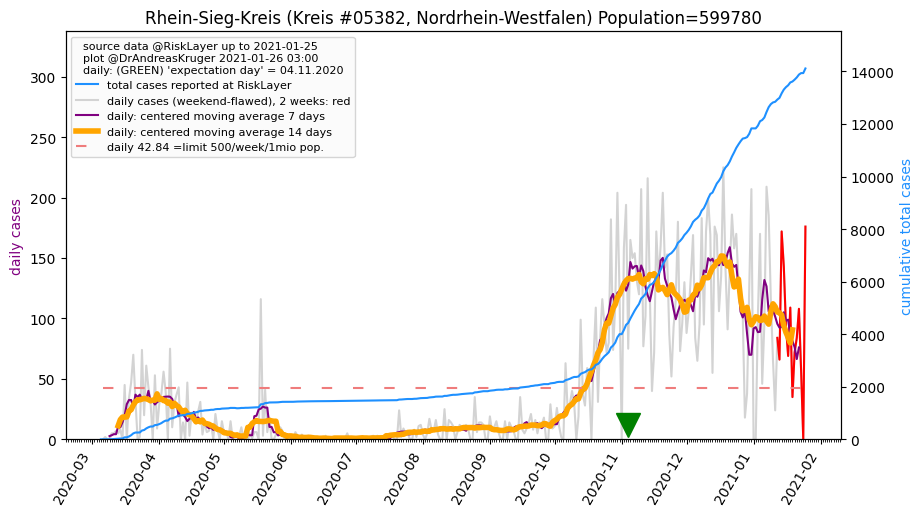 Rhein-Sieg-Kreis (Kreis #05382, Nordrhein-Westfalen) Population=599780
source data @RiskLayer up to 2021-01-25
plot @DrAndreasKruger 2021-01-26 03:00
daily: (GREEN) 'expectation day' = 04.11.2020
total cases reported at RiskLayer
daily cases (weekend-flawed), 2 weeks: red
daily: centered moving average 7 days
daily: centered moving average 14 days
daily 42.84 =limit 500/week/1mio pop.
daily cases
300
250
200
150
100
50
0
cumulative total cases
14000
12000
10000
8000
6000
4000
2000
0
2020-03
2020-04
2020-05
2020-06
2020-07
2020-08
2020-09
2020-10
2020-11
2020-12
2021-01
2021-02